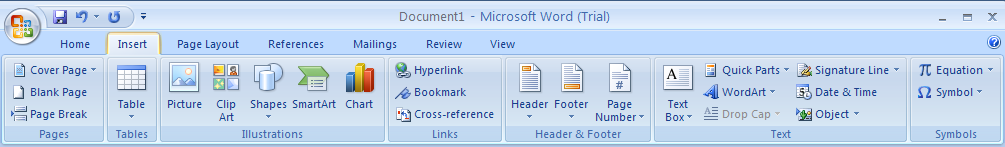 Document1 - Microsoft Word (Trial)
Home Insert Page Layout References Mailings Review View
Cover Page
Blank Page
Page Break
Pages
Table
Tables
Picture
Clip
Art
Shapes
SmartArt
Chart
Illustrations
Hyperlink
Bookmark
Cross-reference
Links
Header
Footer
Page
Number
#
Header & Footer
A
Text
Box
Quick Parts
WordArt
Drop Cap
Signature Line
Date & Time
Object
Text
π Equation
Ω Symbol
Symbols